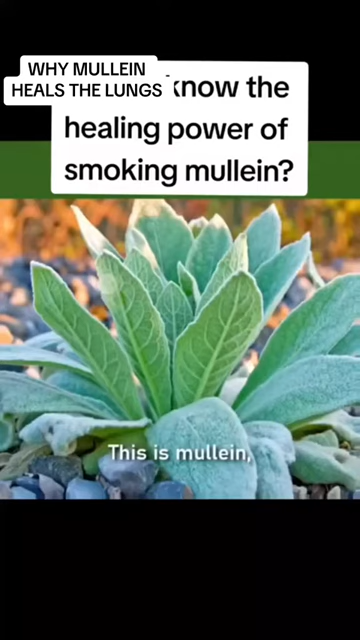 WHY MULLEIN
HEALS THE LUNGS
know the
healing power of
smoking mullein?
This is mullein,